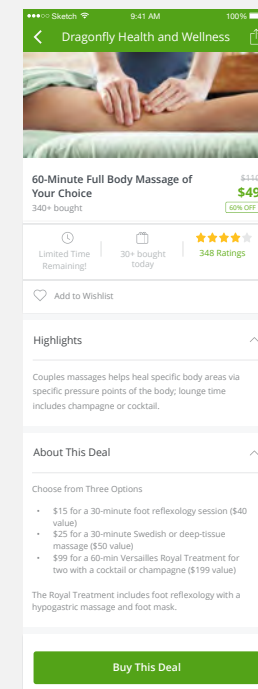 Sketch 9:41 AM 100%
Dragonfly Health and Wellness
60-Minute Full Body Massage of
Your Choice
$110
$49
340+ bought
60% OFF
Limited Time
Remaining!
30+ bought
today
348 Ratings
Add to Wishlist
Highlights
Couples massages helps heal specific body areas via
specific pressure points of the body; lounge time
includes champagne or cocktail.
About This Deal
Choose from Three Options
• $15 for a 30-minute foot reflexology session ($40
value)
• $25 for a 30-minute Swedish or deep-tissue
massage ($50 value)
• $99 for a 60-min Versailles Royal Treatment for
two with a cocktail or champagne ($199 value)
The Royal Treatment includes foot reflexology with a
hypogastric massage and foot mask.
Buy This Deal